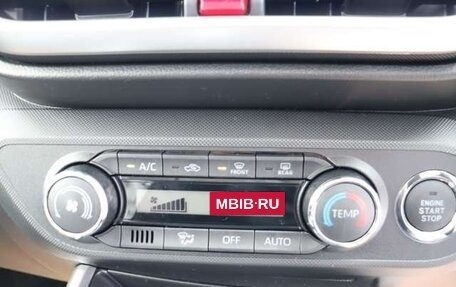 A/C
FRONT
REAR
MBIB·RU
TEMP
ENGINE
START
STOP
OFF
AUTO